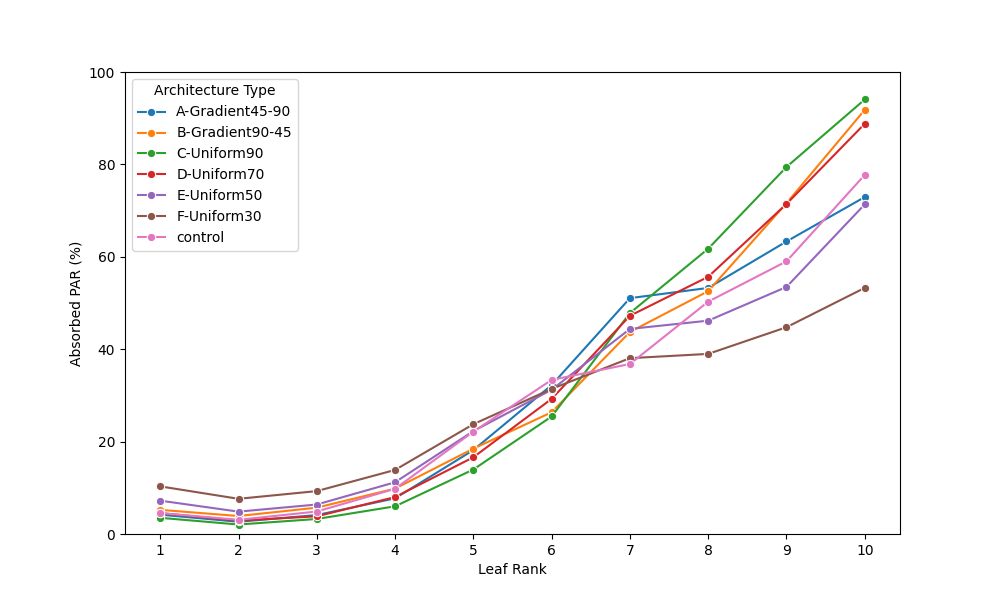 Architecture Type
A-Gradient45-90
B-Gradient90-45
C-Uniform90
D-Uniform70
E-Uniform50
F-Uniform30
control
Absorbed PAR (%)
100
80
60
40
20
0
1 2 3 4 5 6 7 8 9 10
Leaf Rank